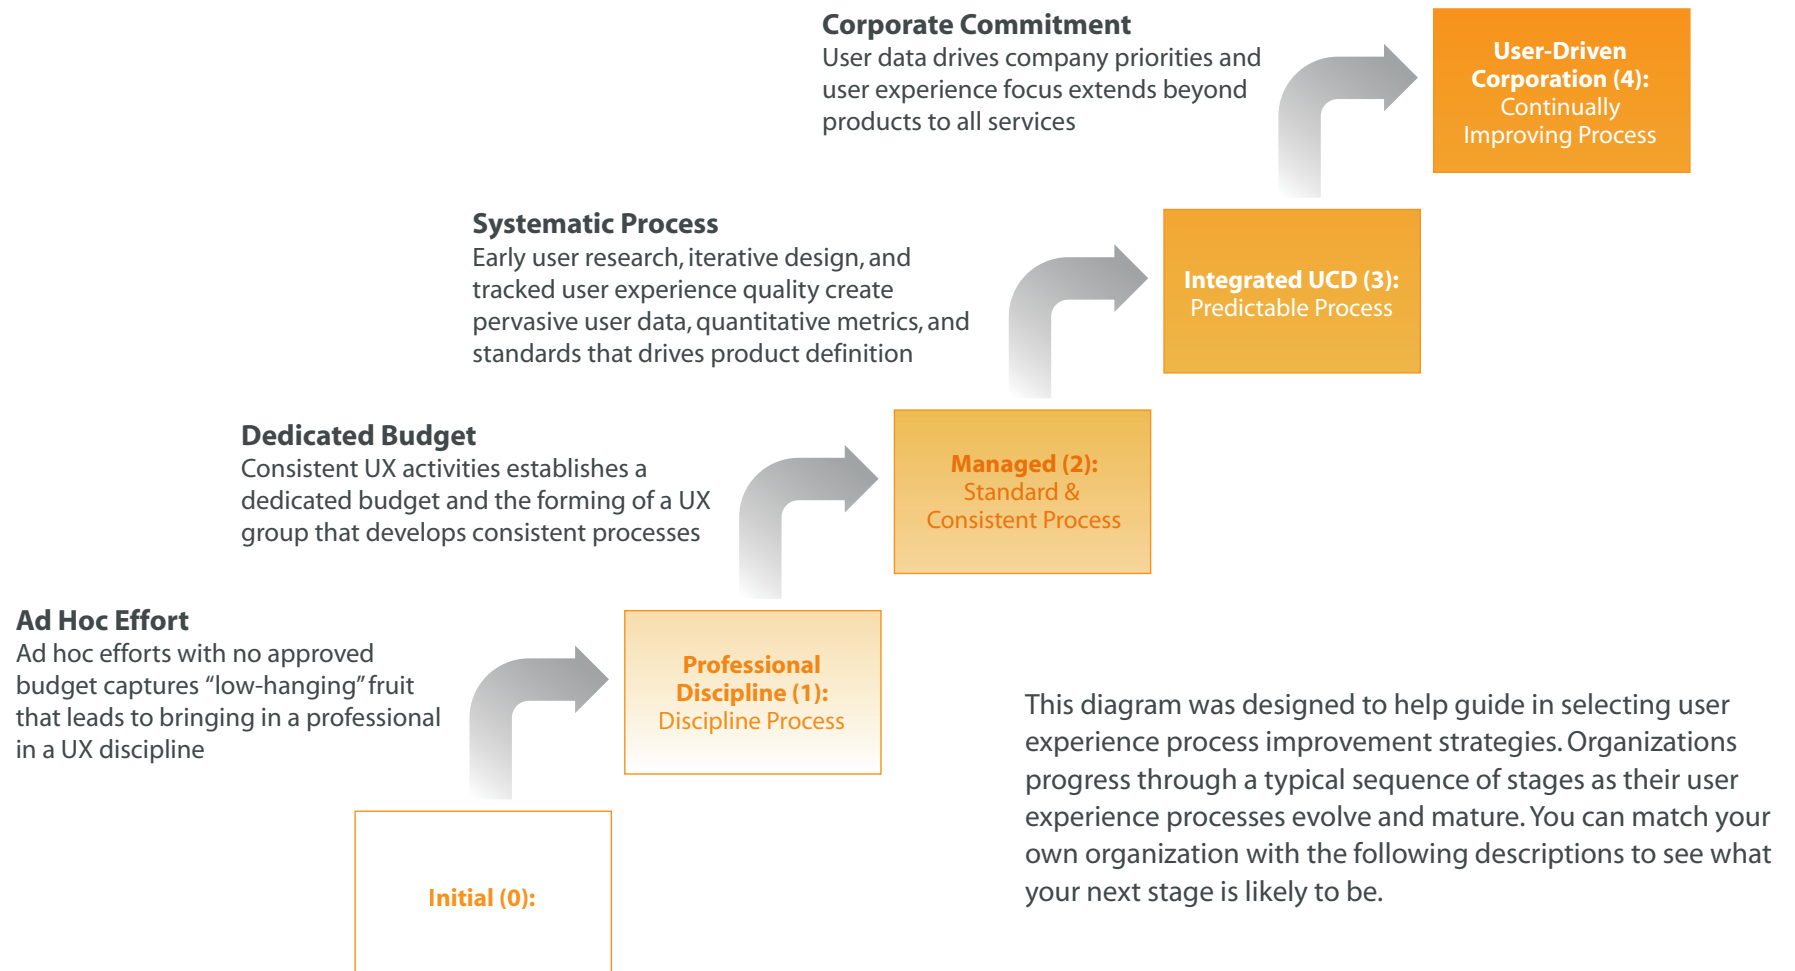 Corporate Commitment
User data drives company priorities and
user experience focus extends beyond
products to all services
User-Driven
Corporation (4):
Continually
Improving Process
Systematic Process
Early user research, iterative design, and
tracked user experience quality create
pervasive user data, quantitative metrics, and
standards that drives product definition
Integrated UCD (3):
Predictable Process
Dedicated Budget
Consistent UX activities establishes a
dedicated budget and the forming of a UX
group that develops consistent processes
Managed (2):
Standard &
Consistent Process
Ad Hoc Effort
Ad hoc efforts with no approved
budget captures “low-hanging” fruit
that leads to bringing in a professional
in a UX discipline
Professional
Discipline (1):
Discipline Process
Initial (0):
This diagram was designed to help guide in selecting user
experience process improvement strategies. Organizations
progress through a typical sequence of stages as their user
experience processes evolve and mature. You can match your
own organization with the following descriptions to see what
your next stage is likely to be.